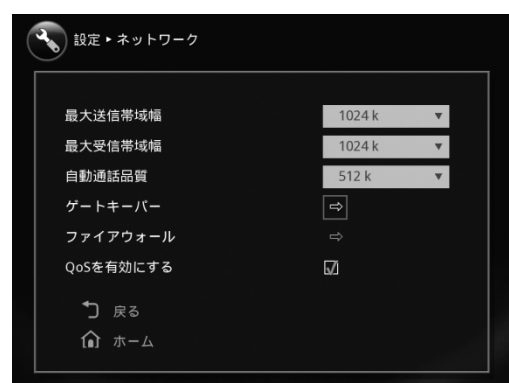 設定 ▸ ネットワーク
最大送信帯域幅 1024 k
最大受信帯域幅 1024 k
自動通話品質 512 k
ゲートキーパー
ファイアウォール
QoSを有効にする
戻る
ホーム